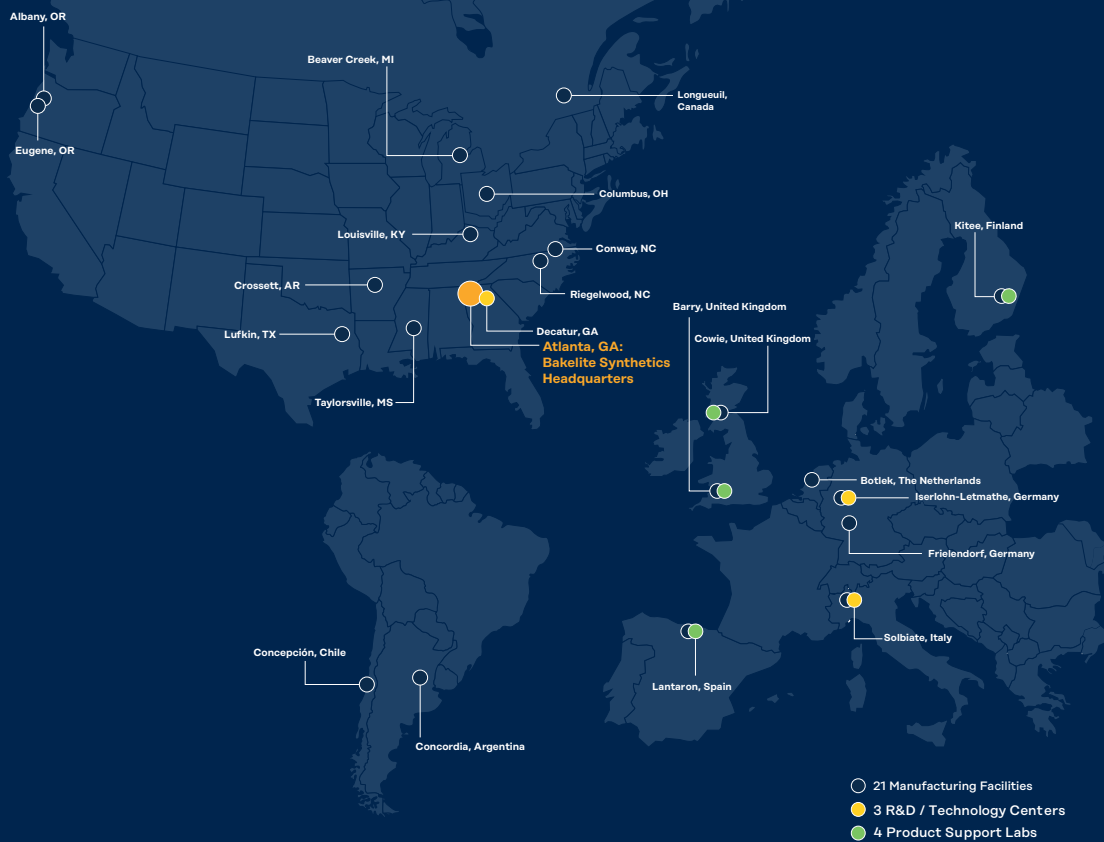 Albany, OR
Beaver Creek, MI
Longueuil,
Canada
Eugene, OR
Columbus, OH
Kitee, Finland
Louisville, KY
Conway, NC
Crossett, AR
Riegelwood, NC
Barry, United Kingdom
Decatur, GA
Lufkin, TX
Cowie, United Kingdom
Atlanta, GA:
Bakelite Synthetics
Headquarters
Taylorsville, MS
Botlek, The Netherlands
Iserlohn-Letmathe, Germany
Frielendorf, Germany
Solbiate, Italy
Concepción, Chile
Lantaron, Spain
Concordia, Argentina
21 Manufacturing Facilities
3 R&D / Technology Centers
4 Product Support Labs